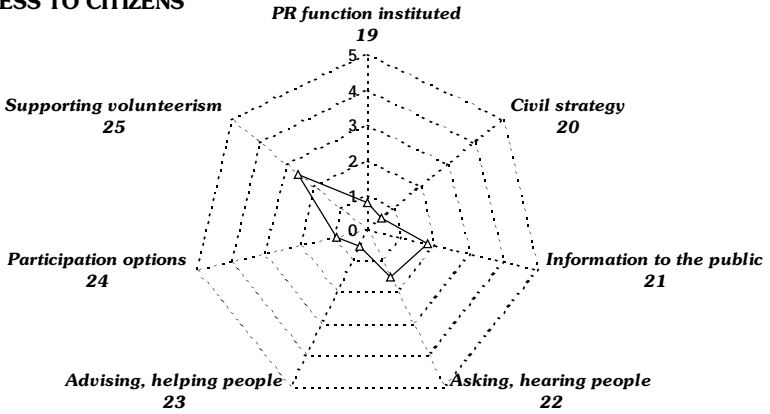 ESS TO CITIZENS
PR function instituted
19
5
4
3
2
1
0
Supporting volunteerism
25
Civil strategy
20
Participation options
24
Information to the public
21
Advising, helping people
23
Asking, hearing people
22